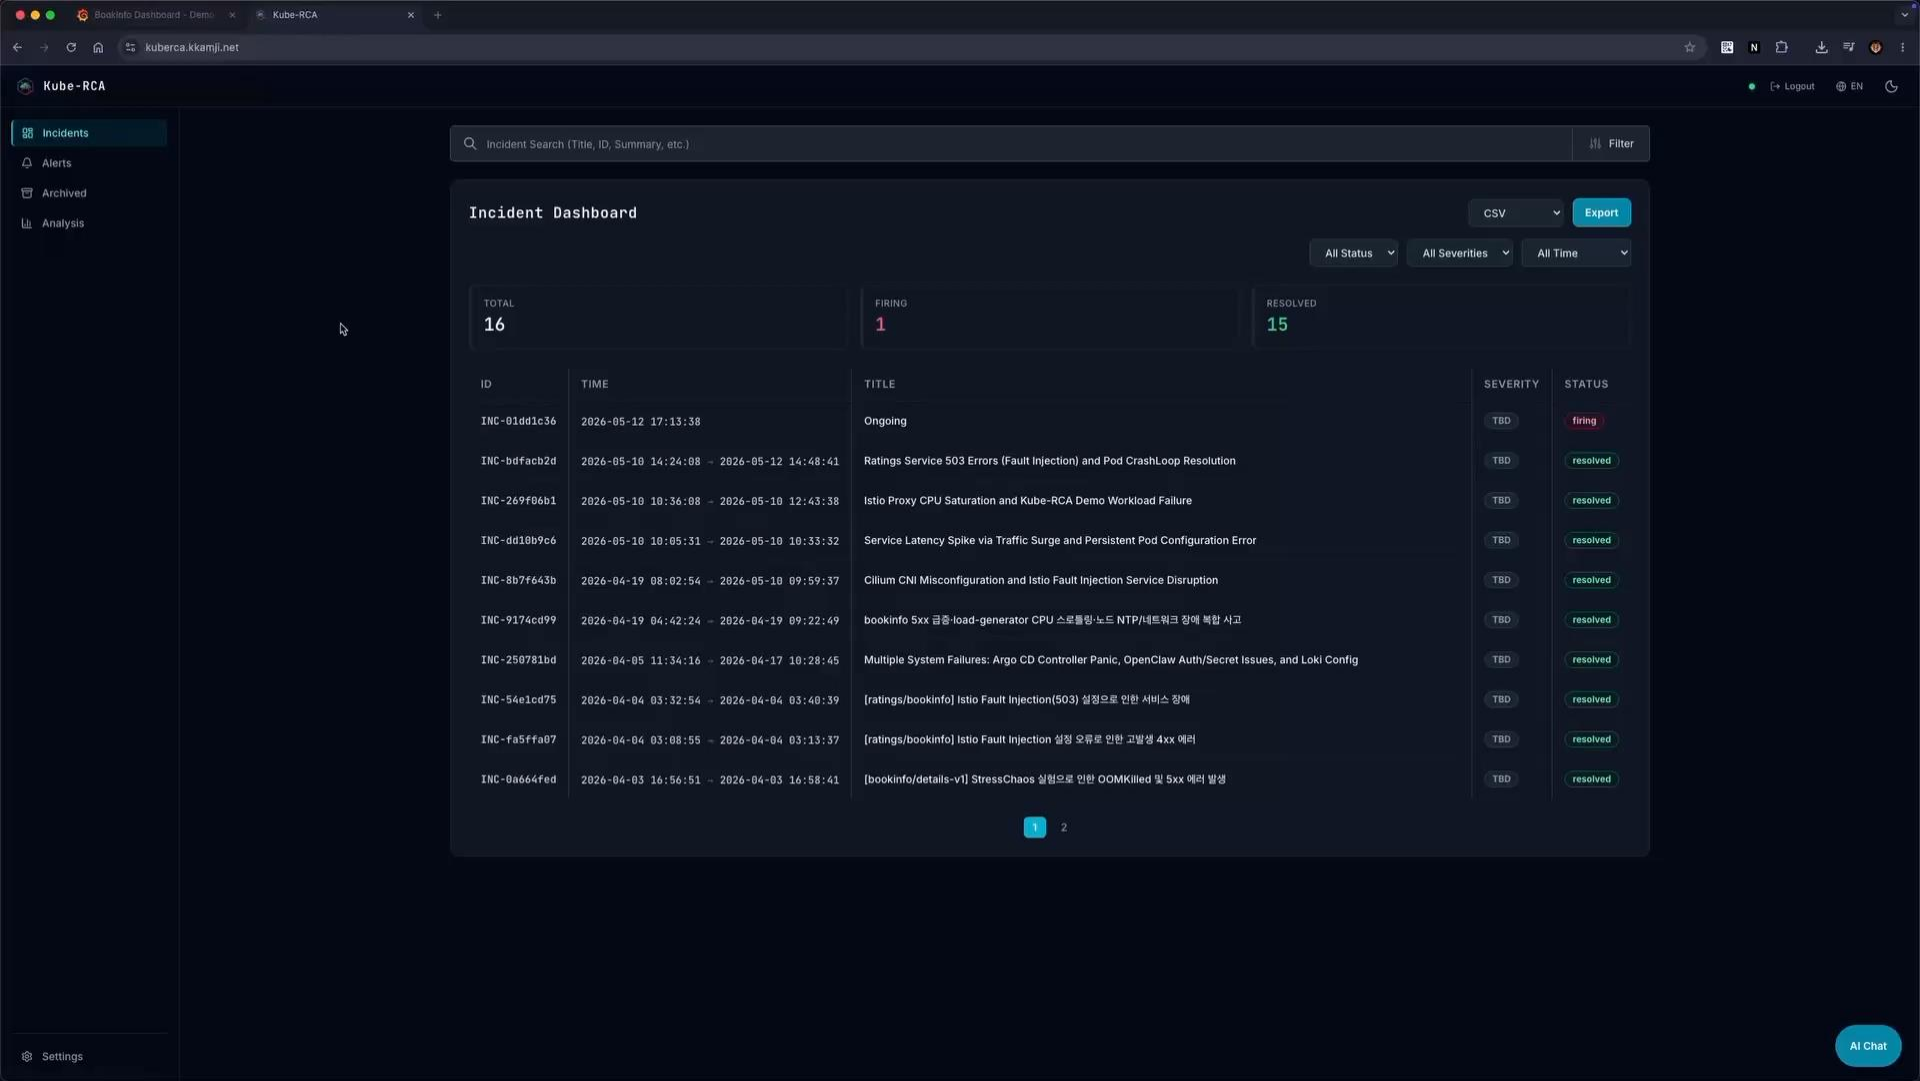 Bookinfo Dashboard - Demo
Kube-RCA
kuberca.kkamji.net
Kube-RCA
Logout
EN
Incidents
Alerts
Archived
Analysis
Incident Search (Title, ID, Summary, etc.)
Filter
Incident Dashboard
CSV
Export
All Status
All Severities
All Time
TOTAL
16
FIRING
1
RESOLVED
15
ID TIME TITLE SEVERITY STATUS
INC-01dd1c36 2026-05-12 17:13:38 Ongoing TBD firing
INC-bdfacb2d 2026-05-10 14:24:08 → 2026-05-12 14:48:41 Ratings Service 503 Errors (Fault Injection) and Pod CrashLoop Resolution TBD resolved
INC-269f06b1 2026-05-10 10:36:08 → 2026-05-10 12:43:38 Istio Proxy CPU Saturation and Kube-RCA Demo Workload Failure TBD resolved
INC-dd10b9c6 2026-05-10 10:05:31 → 2026-05-10 10:33:32 Service Latency Spike via Traffic Surge and Persistent Pod Configuration Error TBD resolved
INC-8b7f643b 2026-04-19 08:02:54 → 2026-05-10 09:59:37 Cilium CNI Misconfiguration and Istio Fault Injection Service Disruption TBD resolved
INC-9174cd99 2026-04-19 04:42:24 → 2026-04-19 09:22:49 bookinfo 5xx 급증·load-generator CPU 스로틀링·노드 NTP/네트워크 장애 복합 사고 TBD resolved
INC-250781bd 2026-04-05 11:34:16 → 2026-04-17 10:28:45 Multiple System Failures: Argo CD Controller Panic, OpenClaw Auth/Secret Issues, and Loki Config TBD resolved
INC-54e1cd75 2026-04-04 03:32:54 → 2026-04-04 03:40:39 [ratings/bookinfo] Istio Fault Injection(503) 설정으로 인한 서비스 장애 TBD resolved
INC-fa5ffa07 2026-04-04 03:08:55 → 2026-04-04 03:13:37 [ratings/bookinfo] Istio Fault Injection 설정 오류로 인한 고발생 4xx 에러 TBD resolved
INC-0a664fed 2026-04-03 16:56:51 → 2026-04-03 16:58:41 [bookinfo/details-v1] StressChaos 실험으로 인한 OOMKilled 및 5xx 에러 발생 TBD resolved
1 2
Settings
AI Chat